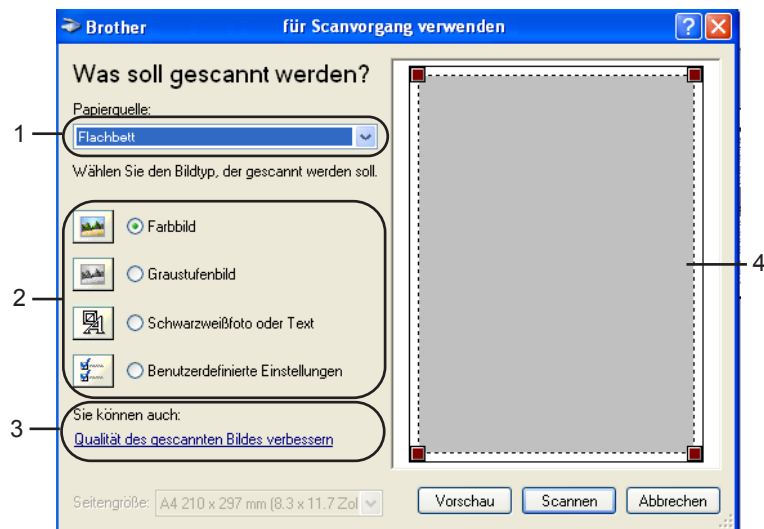 Brother für Scanvorgang verwenden
Was soll gescannt werden?
Papierquelle:
1
Flachbett
Wählen Sie den Bildtyp, der gescannt werden soll.
Farbbild
4
Graustufenbild
2
Schwarzweißfoto oder Text
Benutzerdefinierte Einstellungen
Sie können auch:
3
Qualität des gescannten Bildes verbessern
Seitengröße: A4 210 x 297 mm (8.3 x 11.7 Zol
Vorschau Scannen Abbrechen